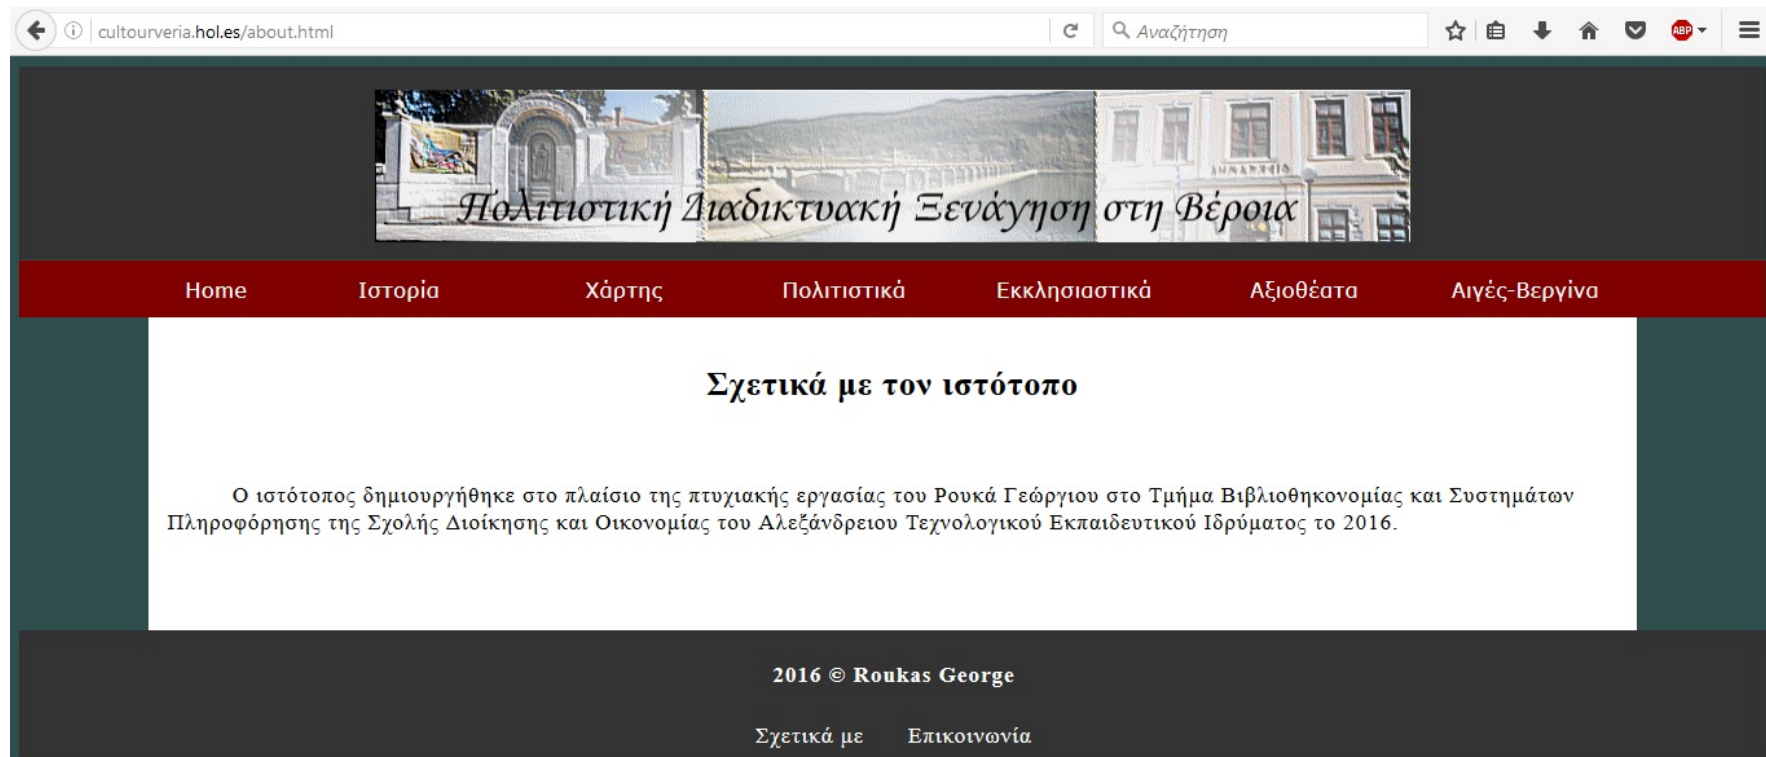 cultourveria.hol.es/about.html Αναζήτηση ABP
ΔΗΜΑΡΧΕΙΟ
Πολιτιστική Διαδικτυακή Ξενάγηση στη Βέροια
Home Ιστορία Χάρτης Πολιτιστικά Εκκλησιαστικά Αξιοθέατα Αιγές-Βεργίνα
Σχετικά με τον ιστότοπο
Ο ιστότοπος δημιουργήθηκε στο πλαίσιο της πτυχιακής εργασίας του Ρουκά Γεώργιου στο Τμήμα Βιβλιοθηκονομίας και Συστημάτων
Πληροφόρησης της Σχολής Διοίκησης και Οικονομίας του Αλεξάνδρειου Τεχνολογικού Εκπαιδευτικού Ιδρύματος το 2016.
2016 © Roukas George
Σχετικά με Επικοινωνία